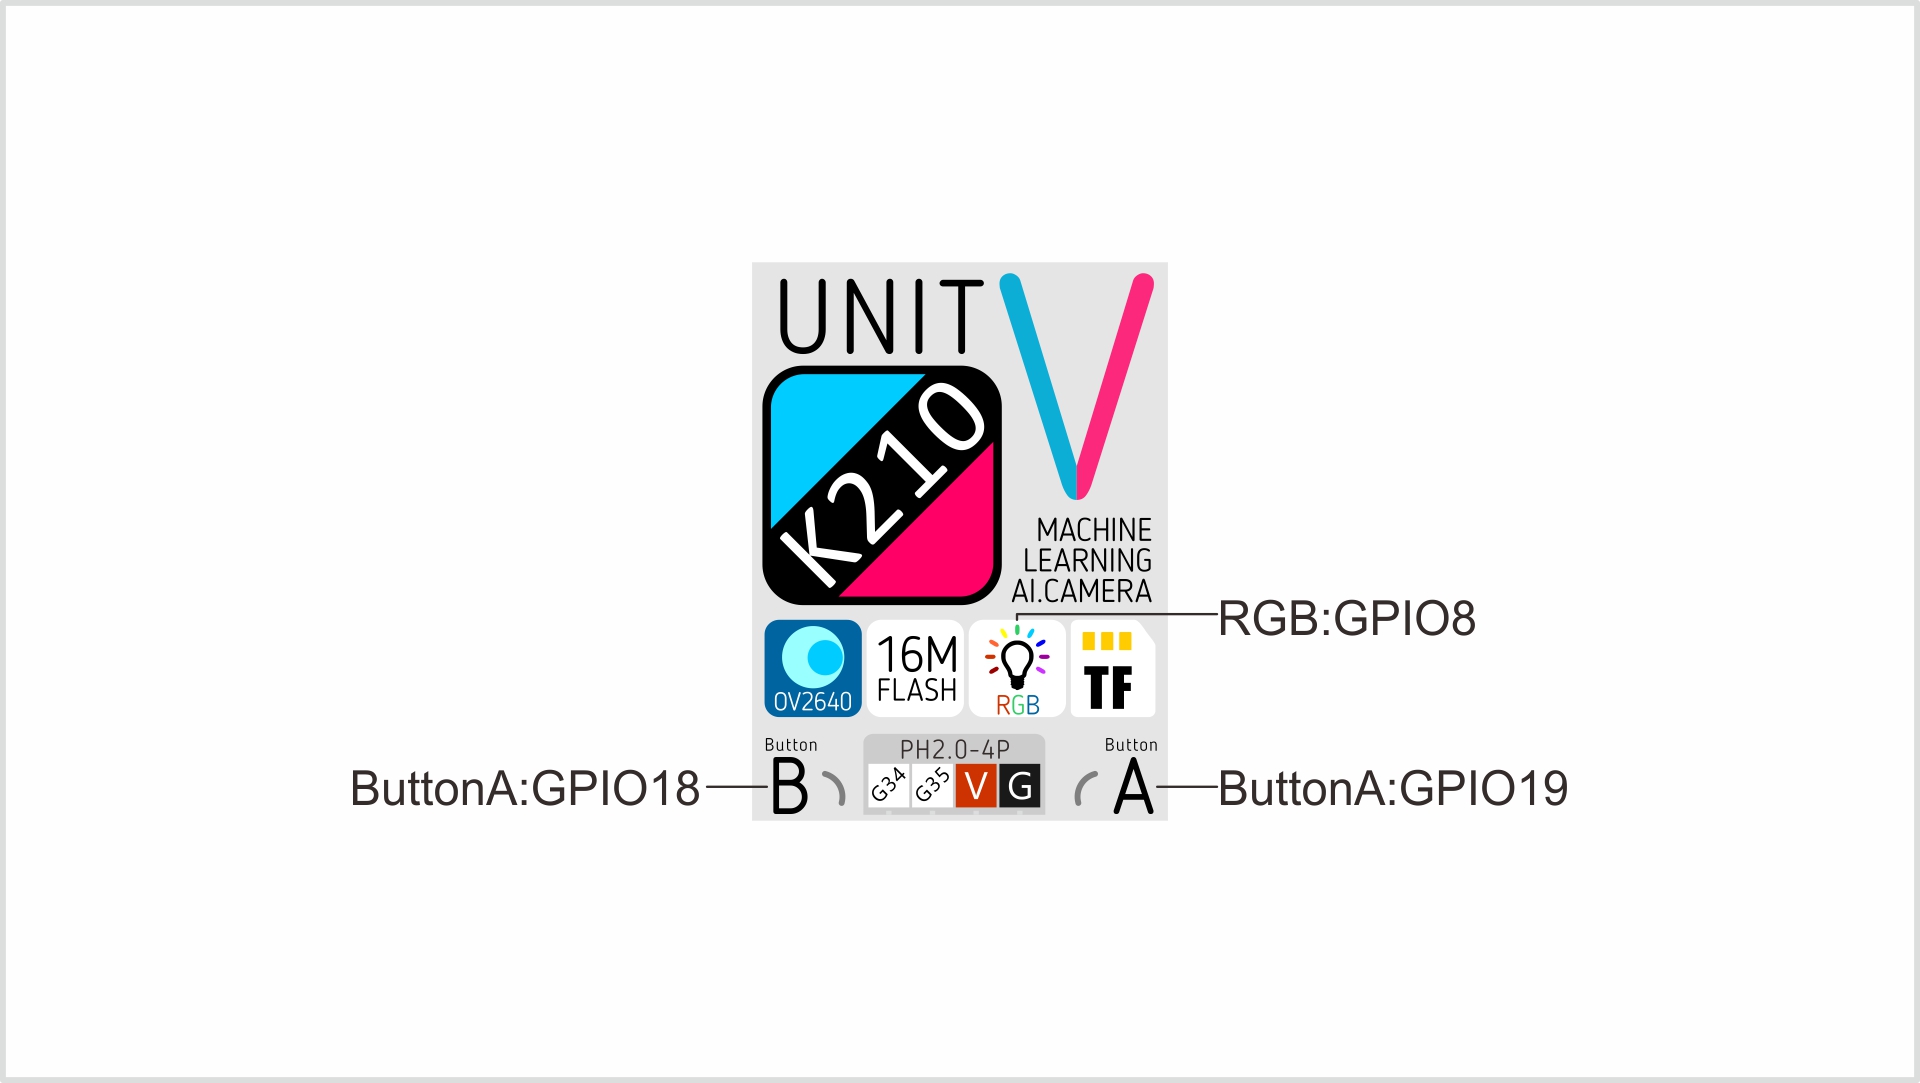 UNIT V
K210
MACHINE
LEARNING
AI.CAMERA
RGB:GPIO8
OV2640
16M
FLASH
RGB
TF
Button
PH2.0-4P
Button
ButtonA:GPIO18
B
G34
G35
V
G
A
ButtonA:GPIO19